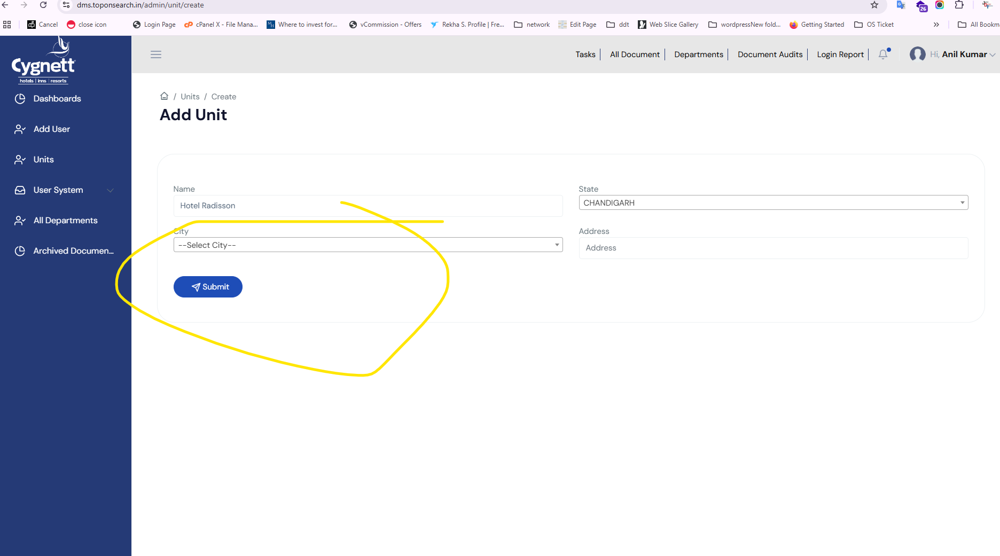 dms.toponsearch.in/admin/unit/create
26
Cancel close icon Login Page cPanel X - File Mana... Where to invest for... vCommission - Offers Rekha S. Profile | Fre... network Edit Page ddt Web Slice Gallery wordpressNew fold... Getting Started OS Ticket » All Bookm
Cygnett
hotels | inns | resorts
Tasks All Document Departments Document Audits Login Report Hi, Anil Kumar
Dashboards
Add User
Units
User System
All Departments
Archived Documen...
/ Units / Create
Add Unit
Name State
Hotel Radisson CHANDIGARH
City Address
--Select City-- Address
Submit